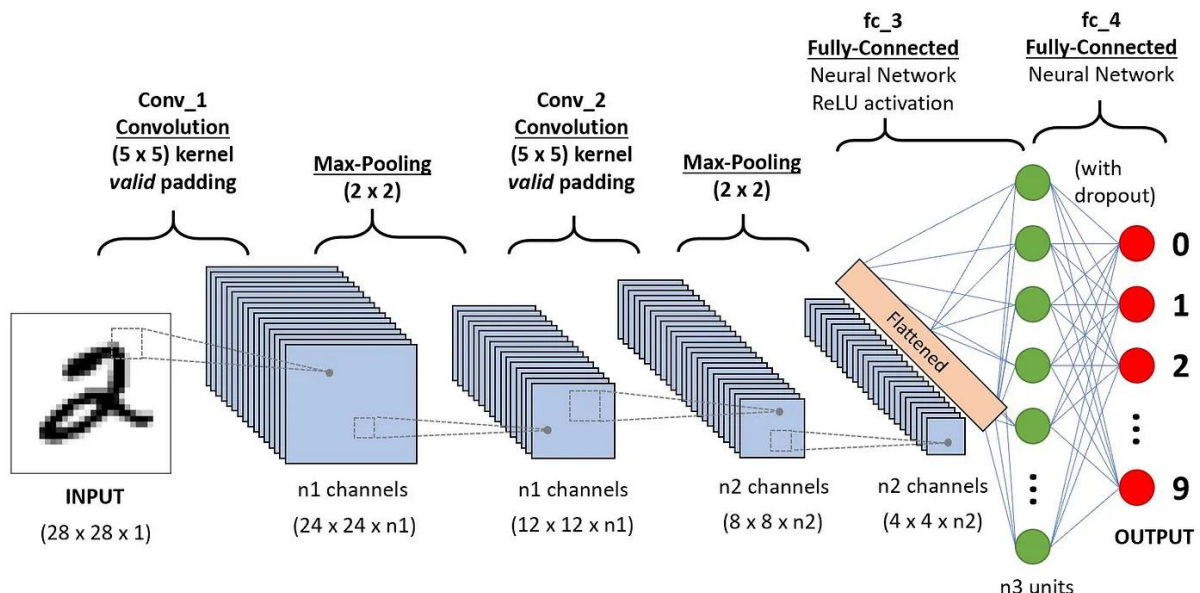 Conv_1
Convolution
(5 x 5) kernel
valid padding
Max-Pooling
(2 x 2)
Conv_2
Convolution
(5 x 5) kernel
valid padding
Max-Pooling
(2 x 2)
fc_3
Fully-Connected
Neural Network
ReLU activation
fc_4
Fully-Connected
Neural Network
(with
dropout)
INPUT
(28 x 28 x 1)
n1 channels
(24 x 24 x n1)
n1 channels
(12 x 12 x n1)
n2 channels
(8 x 8 x n2)
n2 channels
(4 x 4 x n2)
Flattened
n3 units
0
1
2
9
OUTPUT
2